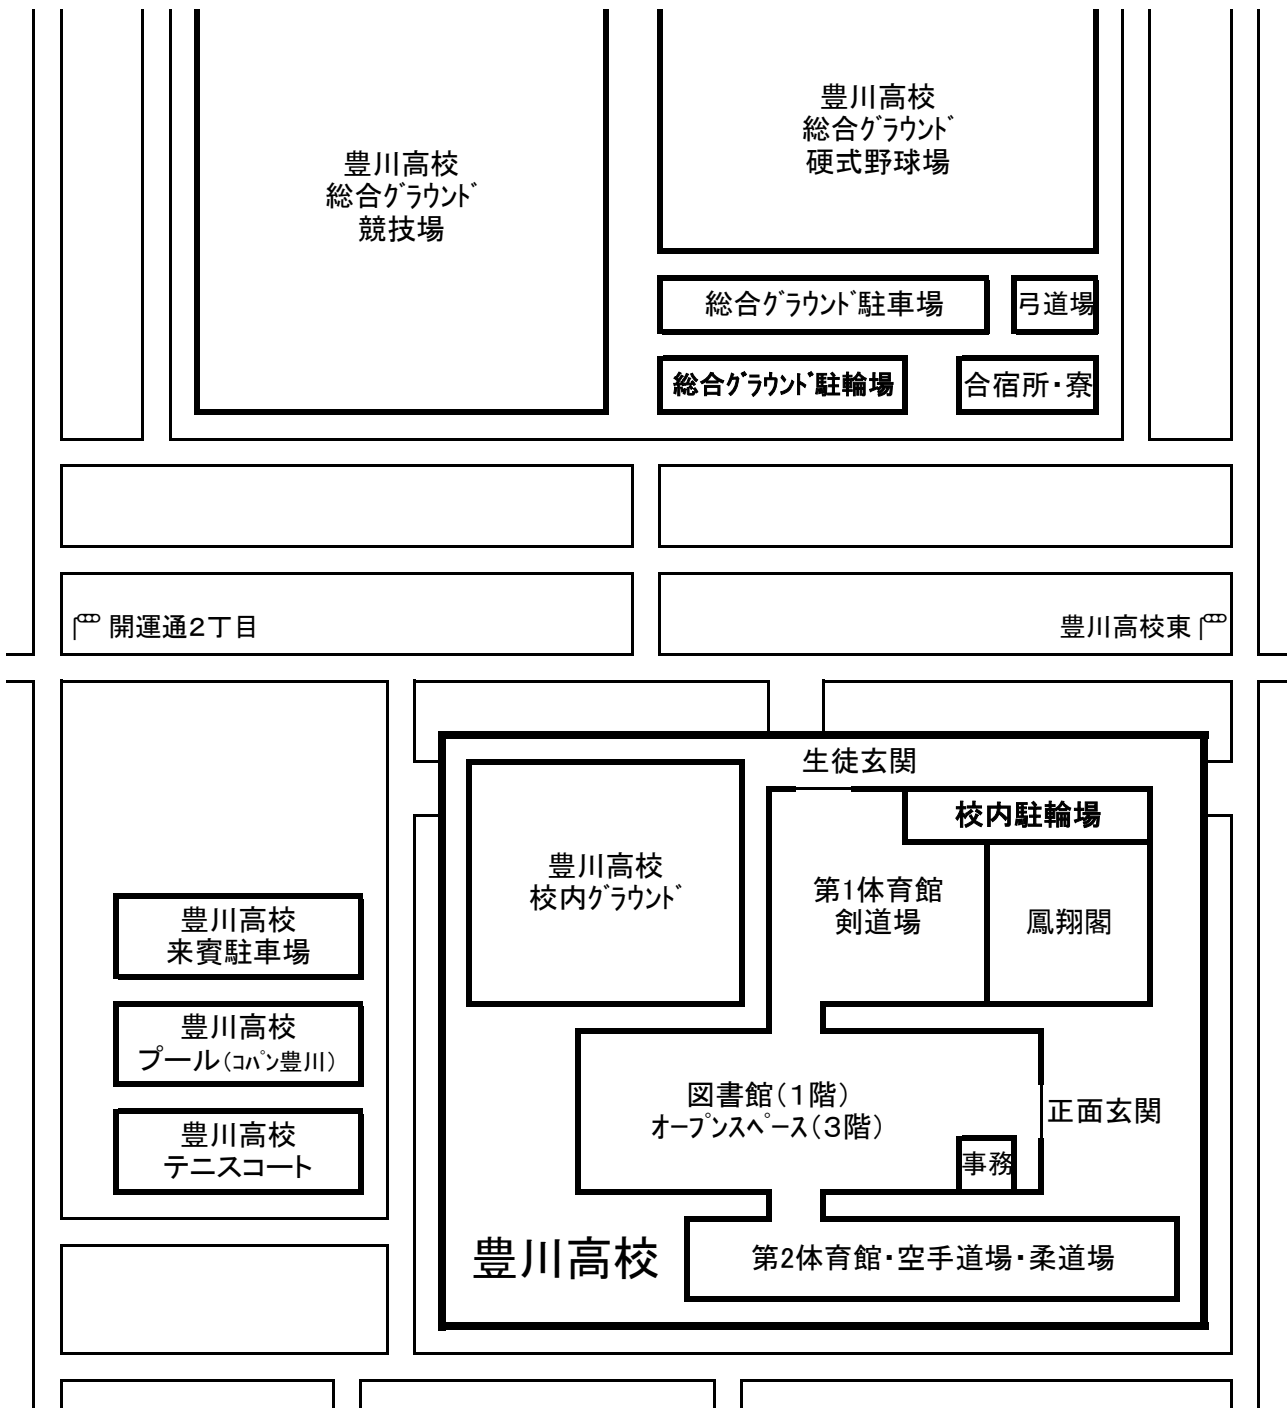 豊川高校
総合ｸﾞﾗｳﾝﾄﾞ
硬式野球場
豊川高校
総合ｸﾞﾗｳﾝﾄﾞ
競技場
総合ｸﾞﾗｳﾝﾄﾞ駐車場
弓道場
総合ｸﾞﾗｳﾝﾄﾞ駐輪場
合宿所・寮
開運通２丁目
豊川高校東
生徒玄関
校内駐輪場
豊川高校
校内ｸﾞﾗｳﾝﾄﾞ
第1体育館
剣道場
鳳翔閣
豊川高校
来賓駐車場
豊川高校
プール（ｺﾊﾟﾝ豊川）
豊川高校
テニスコート
図書館（１階）
ｵｰﾌﾟﾝｽﾍﾟｰｽ（３階）
正面玄関
事務
豊川高校
第2体育館・空手道場・柔道場